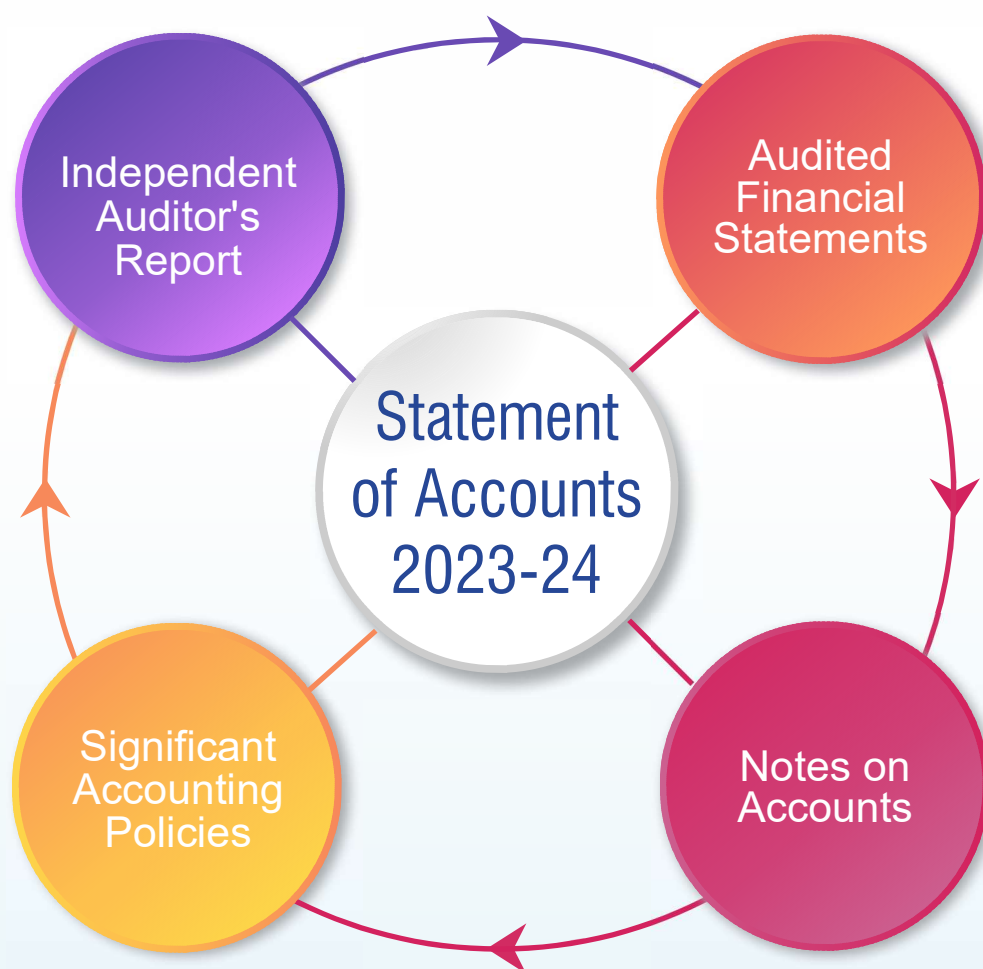 Independent
Auditor's
Report
Audited
Financial
Statements
Statement
of Accounts
2023-24
Significant
Accounting
Policies
Notes on
Accounts